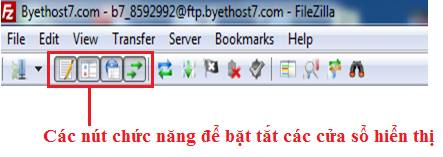 Byethost7.com - b7_8592992@ftp.byethost7.com - FileZilla
File Edit View Transfer Server Bookmarks Help
Các nút chức năng để bặt tắt các cửa sổ hiển thị